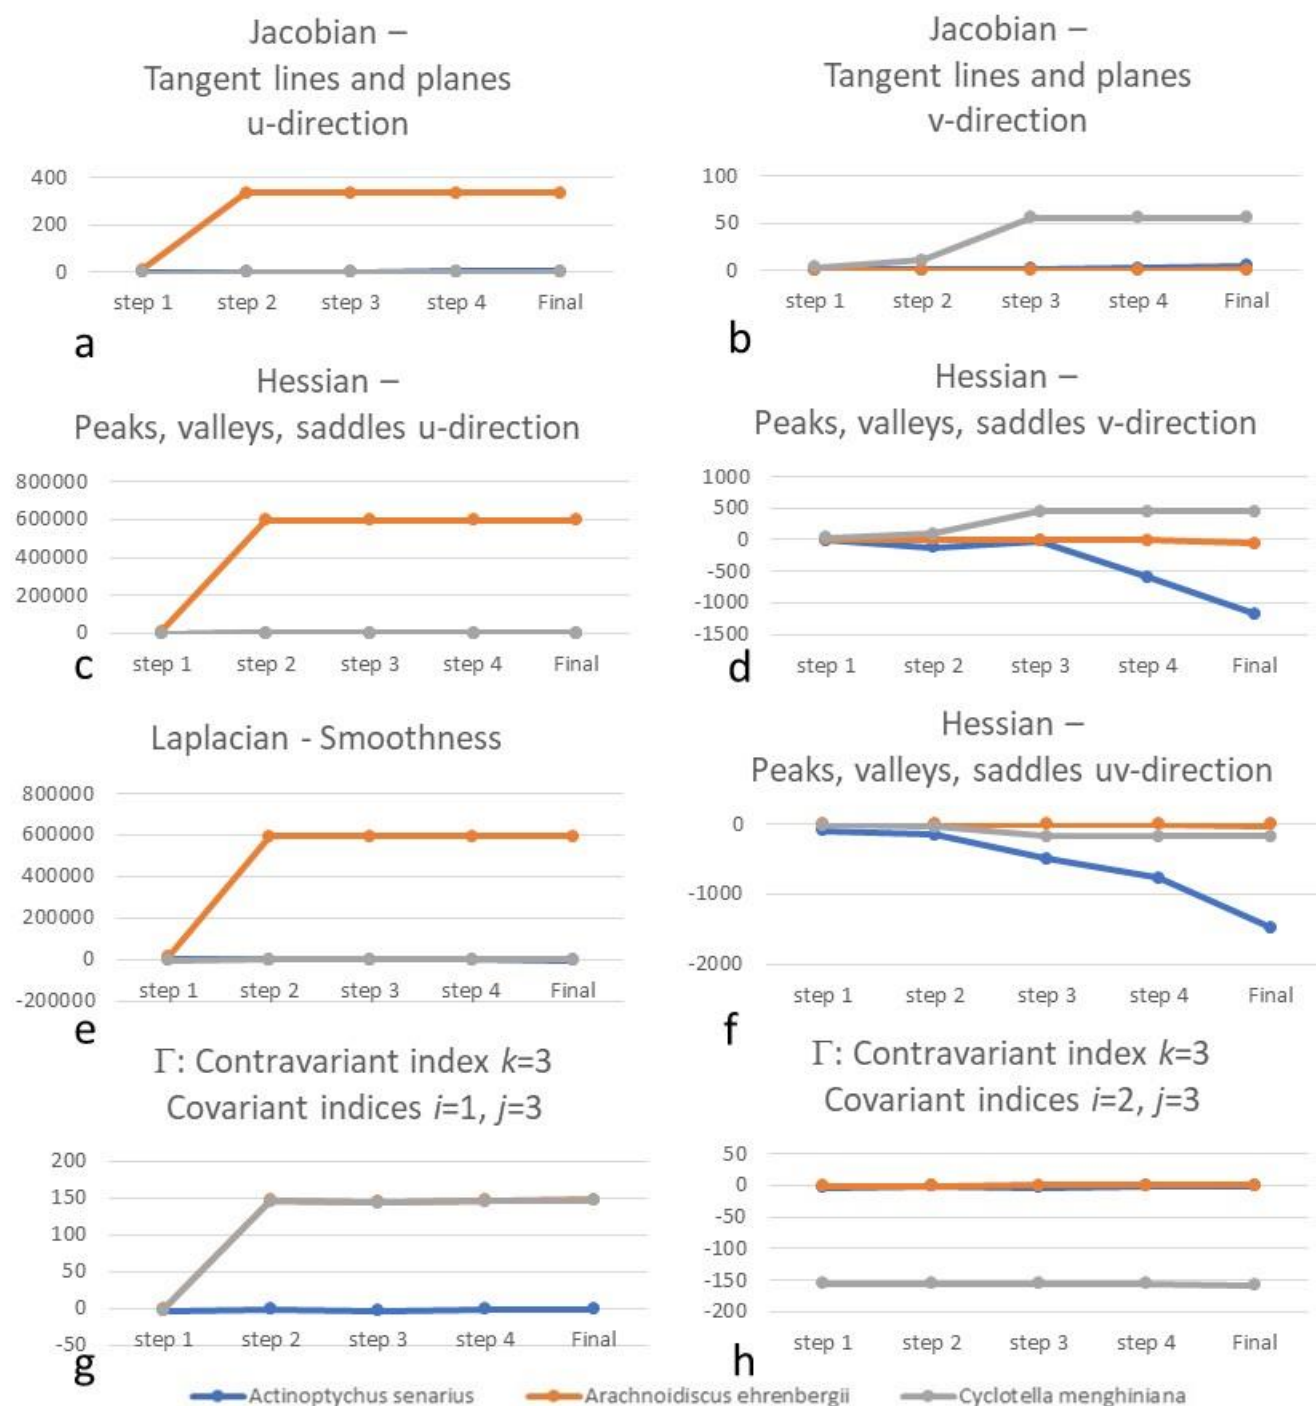 Jacobian –
Tangent lines and planes
u-direction
400
200
0
step 1 step 2 step 3 step 4 Final
a
Jacobian –
Tangent lines and planes
v-direction
100
50
0
step 1 step 2 step 3 step 4 Final
b
Hessian –
Peaks, valleys, saddles u-direction
800000
600000
400000
200000
0
step 1 step 2 step 3 step 4 Final
c
Hessian –
Peaks, valleys, saddles v-direction
1000
500
0
-500
-1000
-1500
step 1 step 2 step 3 step 4 Final
d
Laplacian - Smoothness
800000
600000
400000
200000
0
-200000
step 1 step 2 step 3 step 4 Final
e
Hessian –
Peaks, valleys, saddles uv-direction
0
-1000
-2000
step 1 step 2 step 3 step 4 Final
f
Γ: Contravariant index k=3
Covariant indices i=1, j=3
200
150
100
50
0
-50
step 1 step 2 step 3 step 4 Final
g
Γ: Contravariant index k=3
Covariant indices i=2, j=3
50
0
-50
-100
-150
-200
step 1 step 2 step 3 step 4 Final
h
Actinoptychus senarius Arachnoidiscus ehrenbergii Cyclotella menghiniana